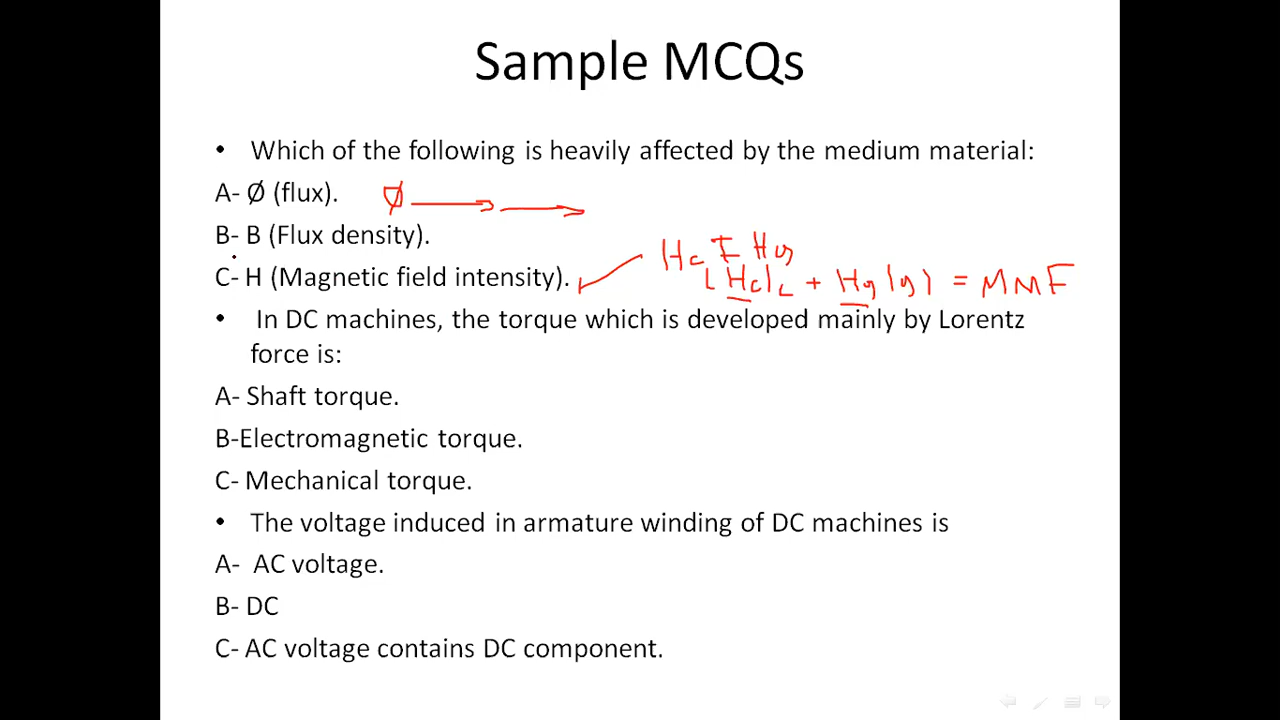 Sample MCQs
• Which of the following is heavily affected by the medium material:
A- Ø (flux). Ø
B- B (Flux density).
Hc Hg
C- H (Magnetic field intensity). (Hc)c + Hg(g) = MMF
• In DC machines, the torque which is developed mainly by Lorentz
force is:
A- Shaft torque.
B-Electromagnetic torque.
C- Mechanical torque.
• The voltage induced in armature winding of DC machines is
A- AC voltage.
B- DC
C- AC voltage contains DC component.